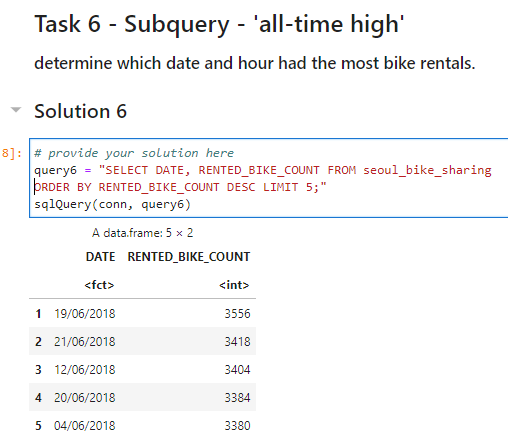 Task 6 - Subquery - 'all-time high'
determine which date and hour had the most bike rentals.
Solution 6
8]: # provide your solution here
query6 = "SELECT DATE, RENTED_BIKE_COUNT FROM seoul_bike_sharing
ORDER BY RENTED_BIKE_COUNT DESC LIMIT 5;"
sqlQuery(conn, query6)
A data.frame: 5 × 2
DATE RENTED_BIKE_COUNT
<fct> <int>
1 19/06/2018 3556
2 21/06/2018 3418
3 12/06/2018 3404
4 20/06/2018 3384
5 04/06/2018 3380